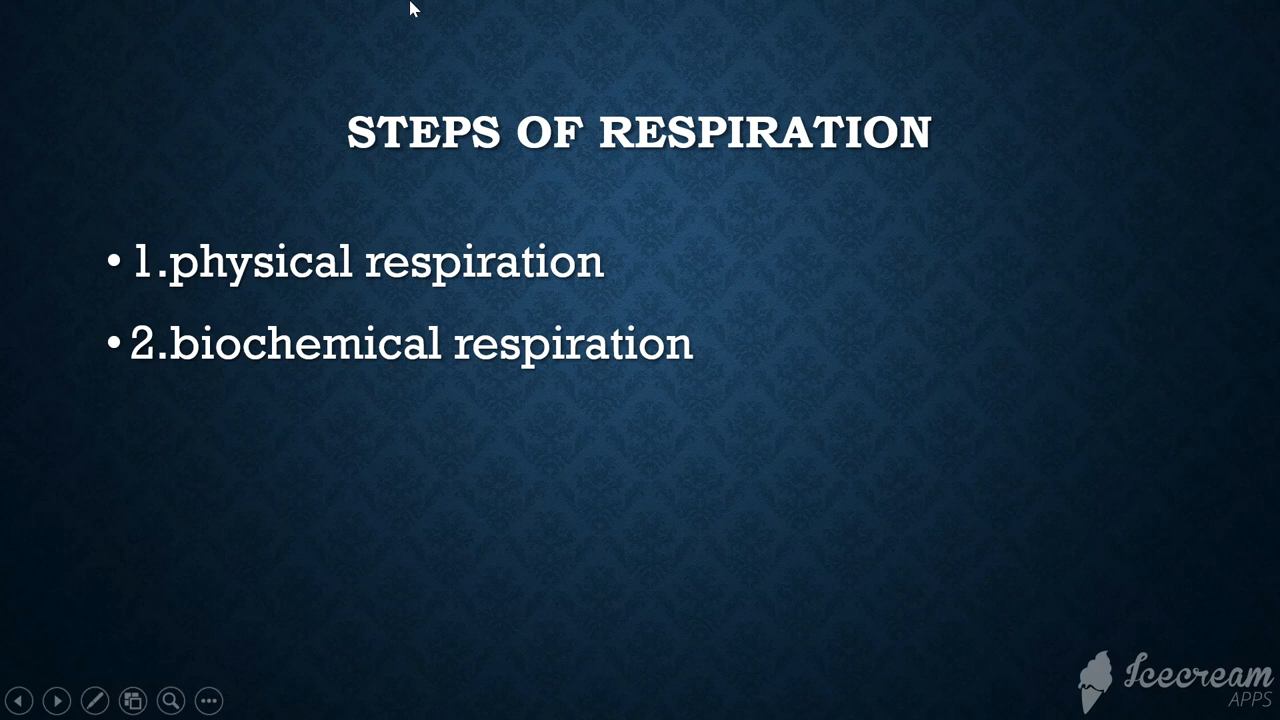 STEPS OF RESPIRATION
• 1.physical respiration
• 2.biochemical respiration
Icecream
APPS